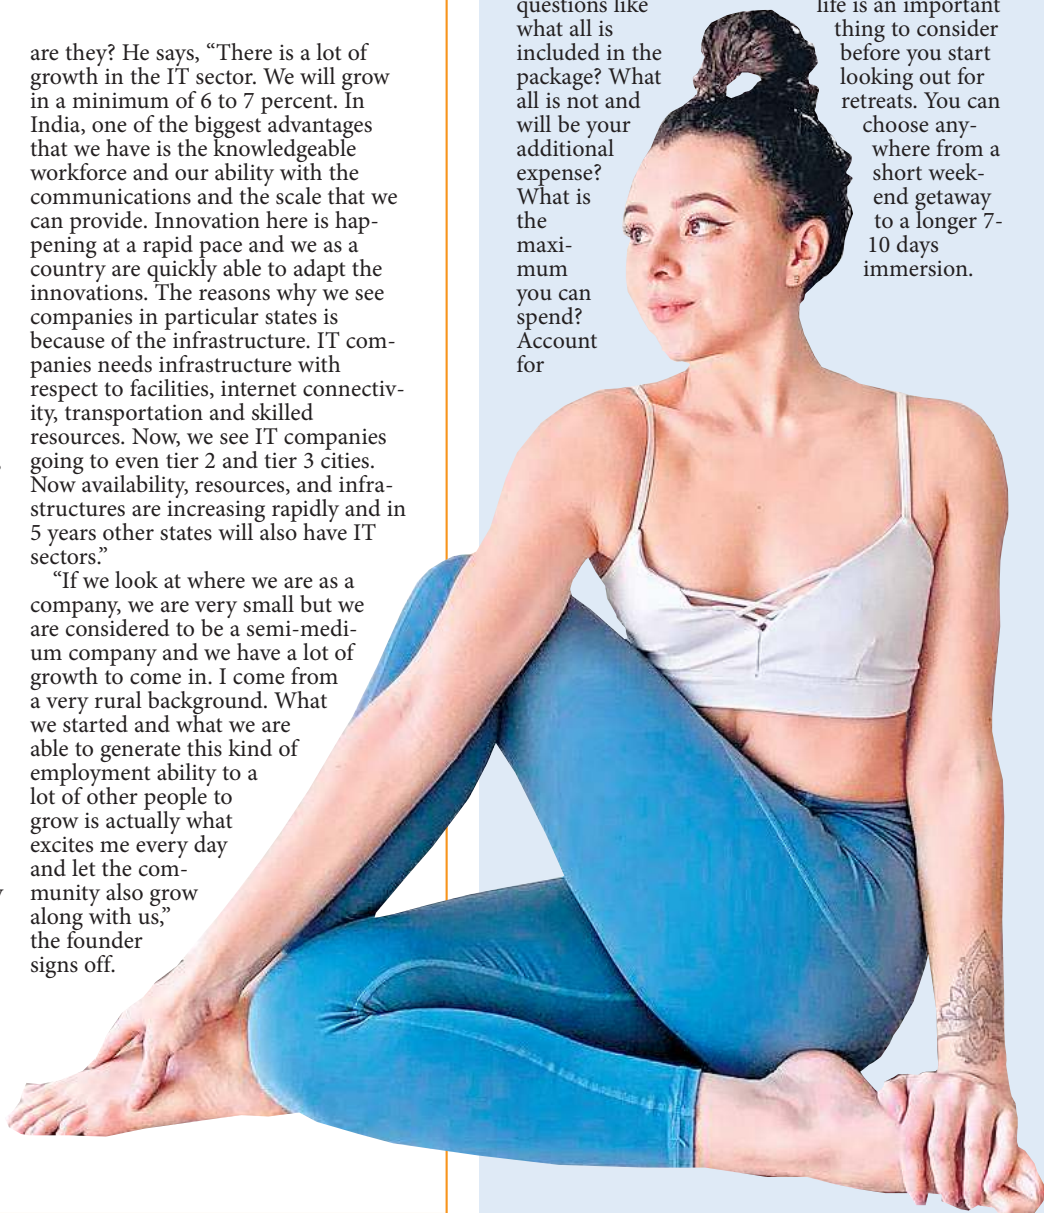 are they? He says, “There is a lot of
growth in the IT sector. We will grow
in a minimum of 6 to 7 percent. In
India, one of the biggest advantages
that we have is the knowledgeable
workforce and our ability with the
communications and the scale that we
can provide. Innovation here is hap-
pening at a rapid pace and we as a
country are quickly able to adapt the
innovations. The reasons why we see
companies in particular states is
because of the infrastructure. IT com-
panies needs infrastructure with
respect to facilities, internet connectiv-
ity, transportation and skilled
resources. Now, we see IT companies
going to even tier 2 and tier 3 cities.
Now availability, resources, and infra-
structures are increasing rapidly and in
5 years other states will also have IT
sectors.”
“If we look at where we are as a
company, we are very small but we
are considered to be a semi-medi-
um company and we have a lot of
growth to come in. I come from
a very rural background. What
we started and what we are
able to generate this kind of
employment ability to a
lot of other people to
grow is actually what
excites me every day
and let the com-
munity also grow
along with us,”
the founder
signs off.
questions like
what all is
included in the
package? What
all is not and
will be your
additional
expense?
What is
the
maxi-
mum
you can
spend?
Account
for
life is an important
thing to consider
before you start
looking out for
retreats. You can
choose any-
where from a
short week-
end getaway
to a longer 7-
10 days
immersion.